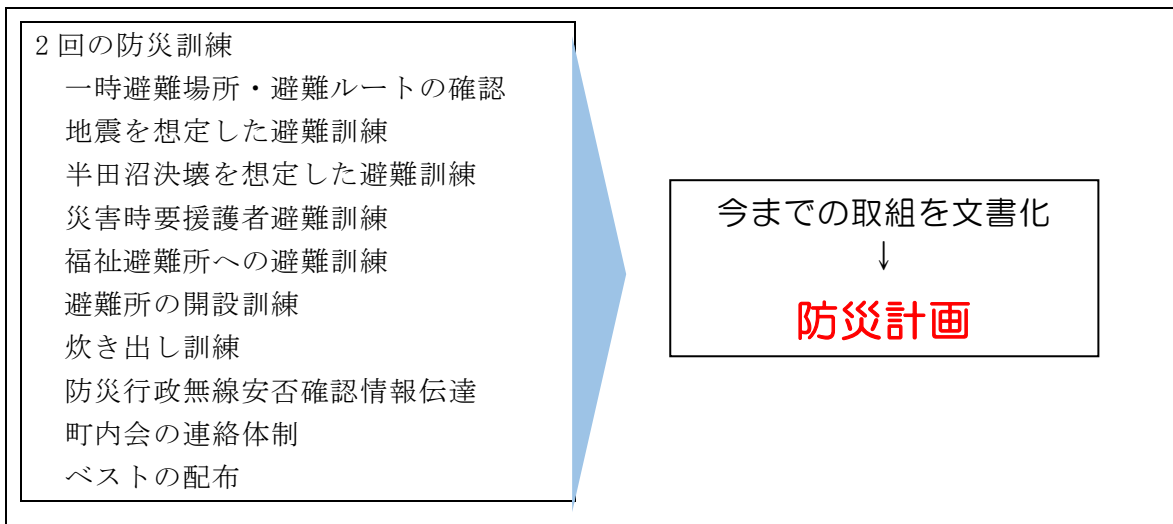 2回の防災訓練
一時避難場所・避難ルートの確認
地震を想定した避難訓練
半田沼決壊を想定した避難訓練
災害時要援護者避難訓練
福祉避難所への避難訓練
避難所の開設訓練
炊き出し訓練
防災行政無線安否確認情報伝達
町内会の連絡体制
ベストの配布
今までの取組を文書化
↓
防災計画